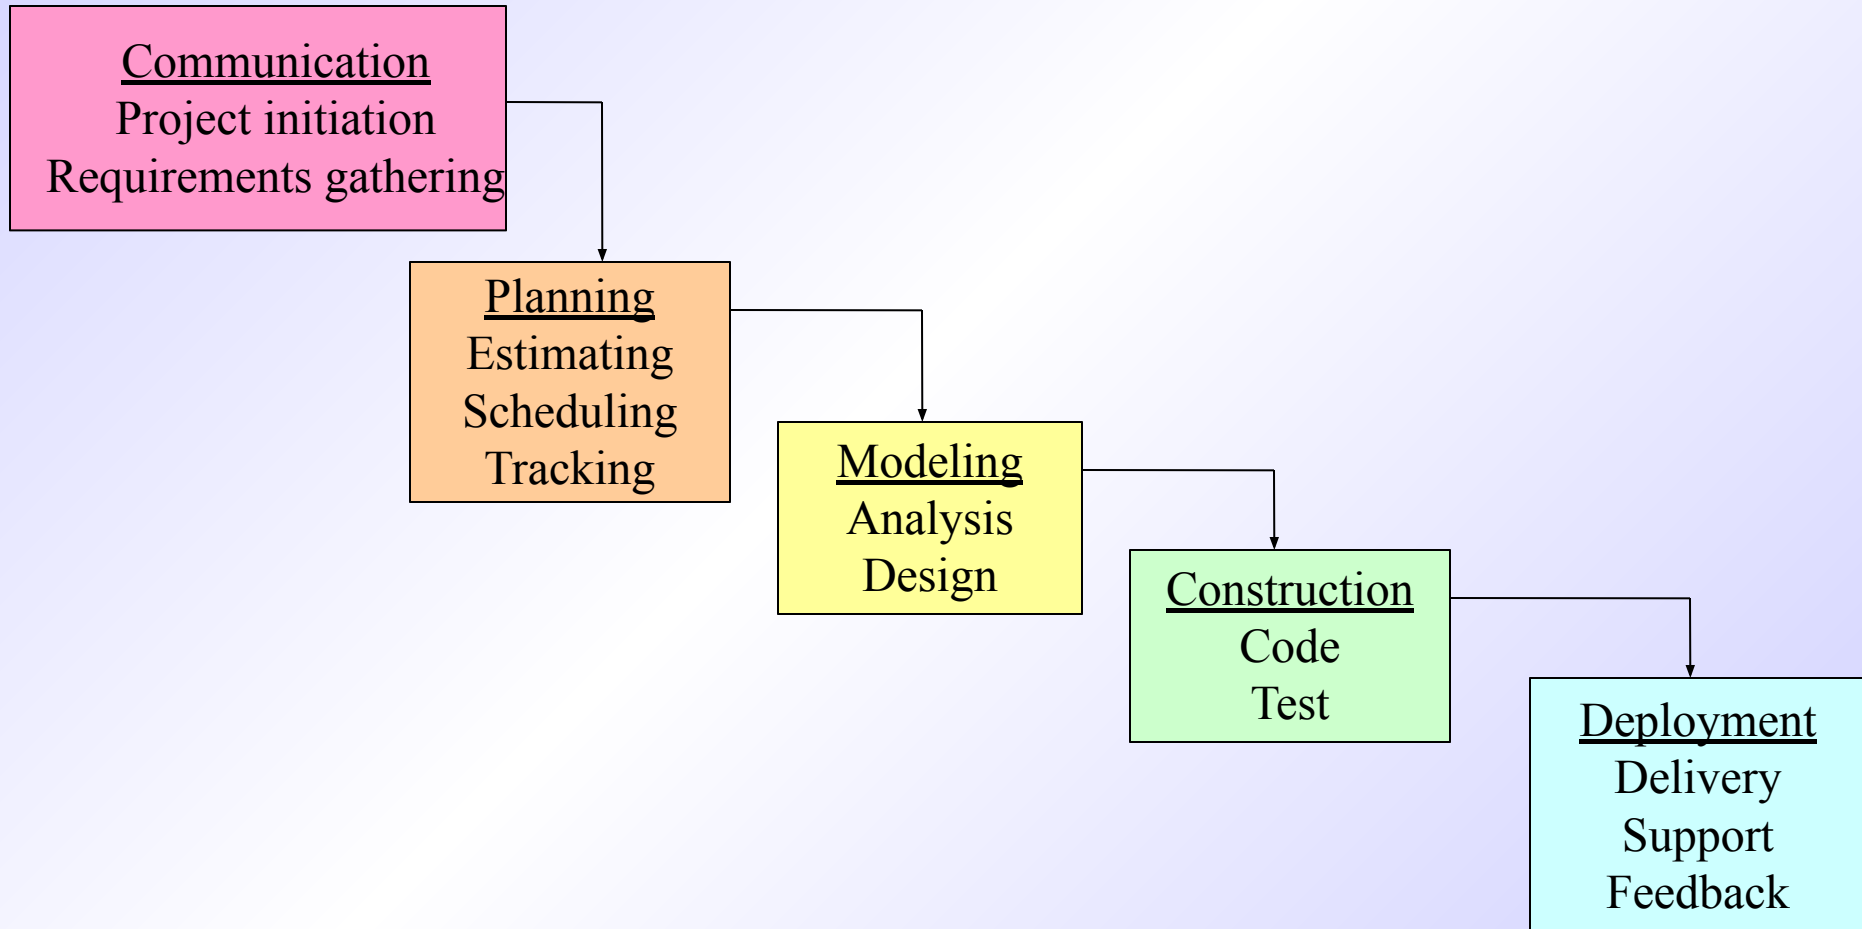 Communication
Project initiation
Requirements gathering
Planning
Estimating
Scheduling
Tracking
Modeling
Analysis
Design
Construction
Code
Test
Deployment
Delivery
Support
Feedback